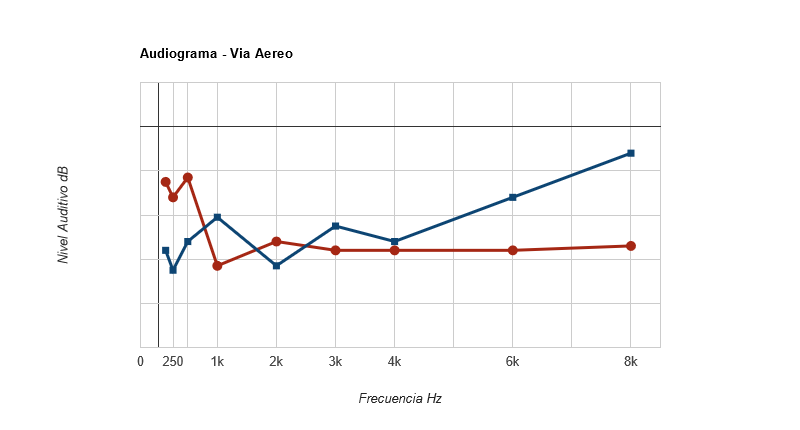 Audiograma - Via Aereo
Nivel Auditivo dB
0 250 1k 2k 3k 4k 6k 8k
Frecuencia Hz